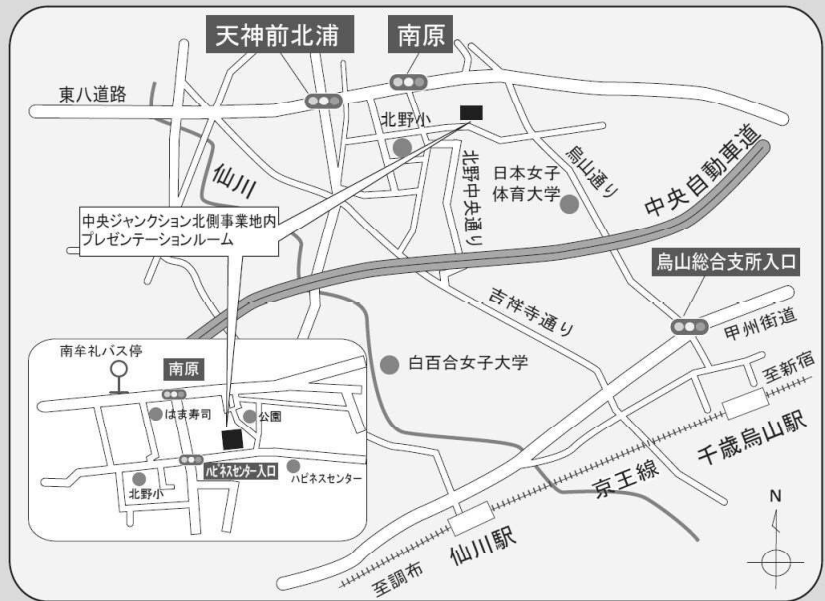 天神前北浦
南原
東八道路
北野小
仙川
北野中央通り
日本女子
体育大学
烏山通り
中央自動車道
中央ジャンクション北側事業地内
プレゼンテーションルーム
烏山総合支所入口
吉祥寺通り
甲州街道
白百合女子大学
南牟礼バス停
南原
はま寿司
公園
ハピネスセンター入口
ハピネスセンター
北野小
至新宿
千歳烏山駅
京王線
仙川駅
至調布
N